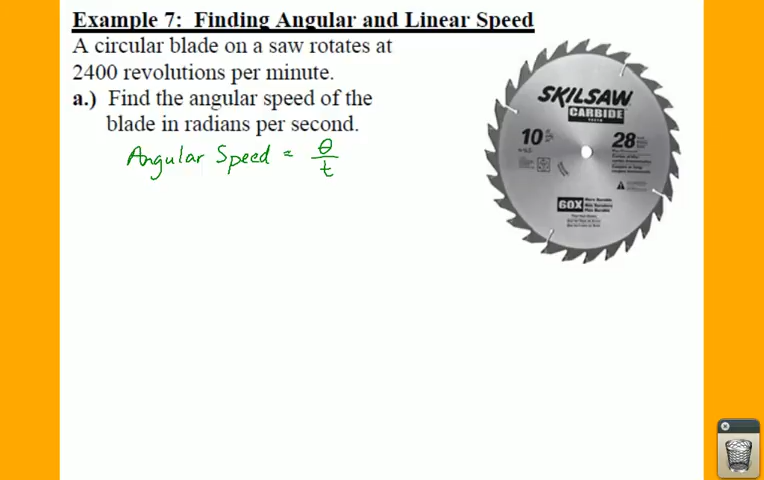 Example 7:  Finding Angular and Linear Speed
A circular blade on a saw rotates at
2400 revolutions per minute.
a.) Find the angular speed of the
blade in radians per second.
Angular Speed = θ/t
SKILSAW
CARBIDE
10
28
60X